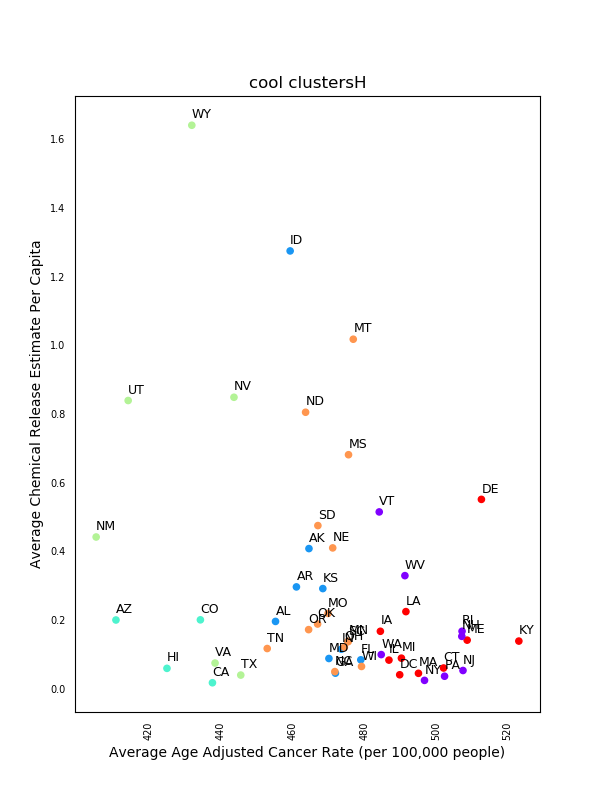 cool clustersH
WY
1.6
1.4
ID
1.2
MT
1.0
UT
NV
0.8
ND
MS
0.6
DE
VT
SD
NM
NE
AK
0.4
WV
AR
KS
MO
LA
OK
AZ
CO
AL
OR
IA
RI
NH
ME
KY
0.2
MN
TN
WA
IL
MI
FL
WI
VA
HI
TX
CA
DC
MA
CT
NY
PA
NJ
0.0
420
440
460
480
500
520
Average Chemical Release Estimate Per Capita
Average Age Adjusted Cancer Rate (per 100,000 people)